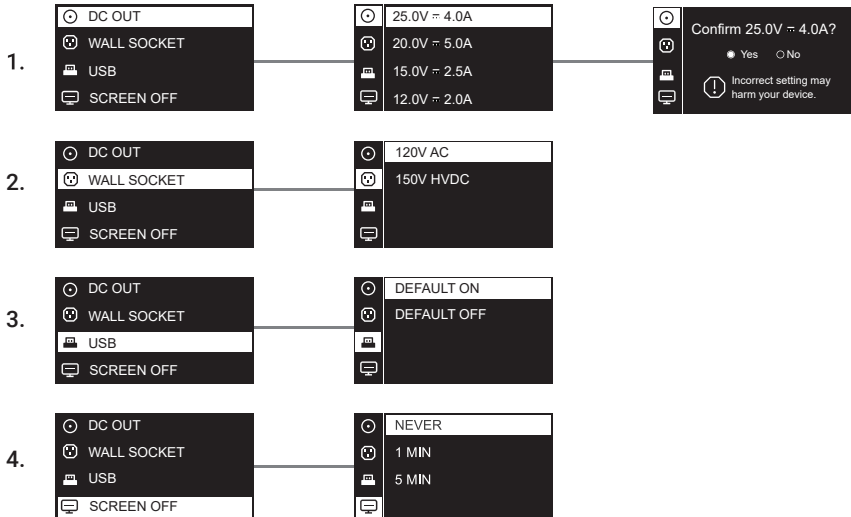 1.
DC OUT
WALL SOCKET
USB
SCREEN OFF
25.0V ⎓ 4.0A
20.0V ⎓ 5.0A
15.0V ⎓ 2.5A
12.0V ⎓ 2.0A
Confirm 25.0V ⎓ 4.0A?
Yes No
Incorrect setting may
harm your device.
2.
DC OUT
WALL SOCKET
USB
SCREEN OFF
120V AC
150V HVDC
3.
DC OUT
WALL SOCKET
USB
SCREEN OFF
DEFAULT ON
DEFAULT OFF
4.
DC OUT
WALL SOCKET
USB
SCREEN OFF
NEVER
1 MIN
5 MIN